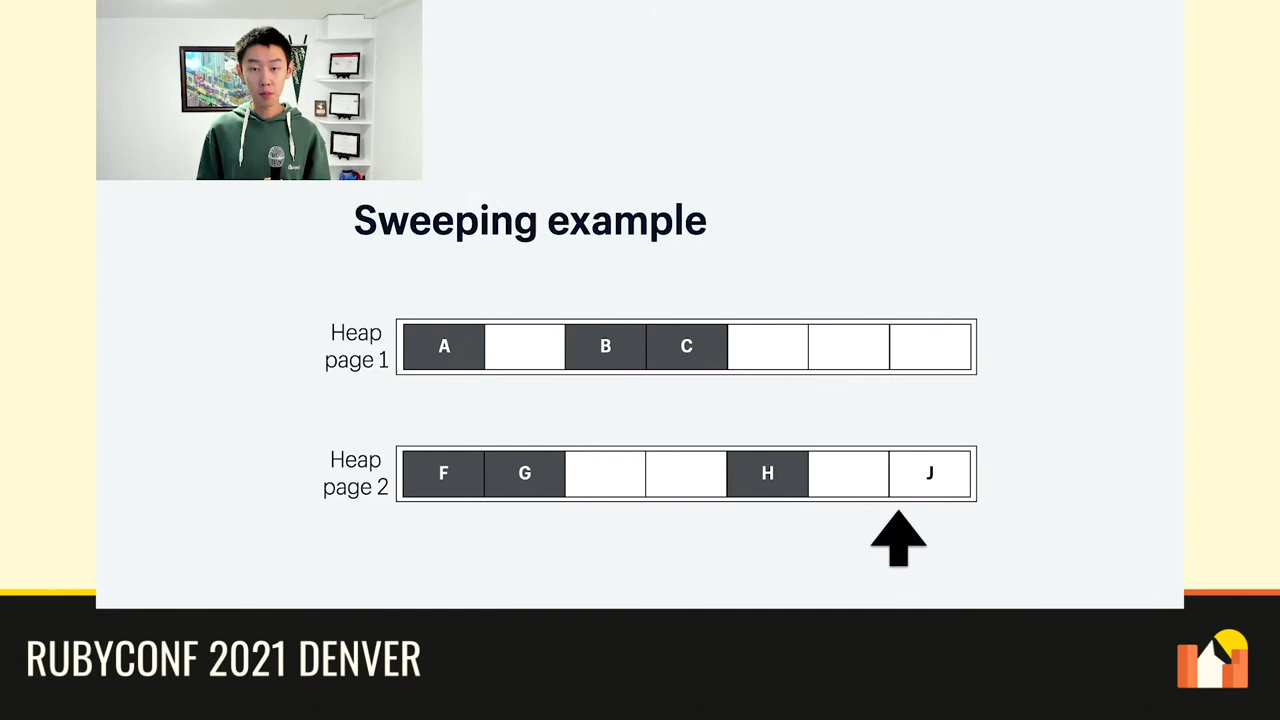 Sweeping example
Heap
page 1
A B C
Heap
page 2
F G H J
RUBYCONF 2021 DENVER